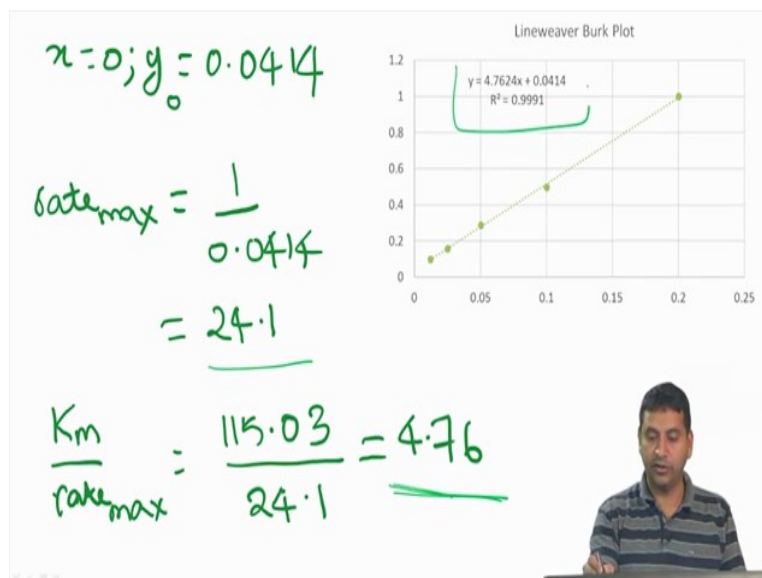 x=0; y₀ = 0.0414
ratemax = 1/0.0414
= 24.1
Km/ratemax = 115.03/24.1 = 4.76
Lineweaver Burk Plot
y = 4.7624x + 0.0414
R² = 0.9991
1.2
1
0.8
0.6
0.4
0.2
0
0 0.05 0.1 0.15 0.2 0.25